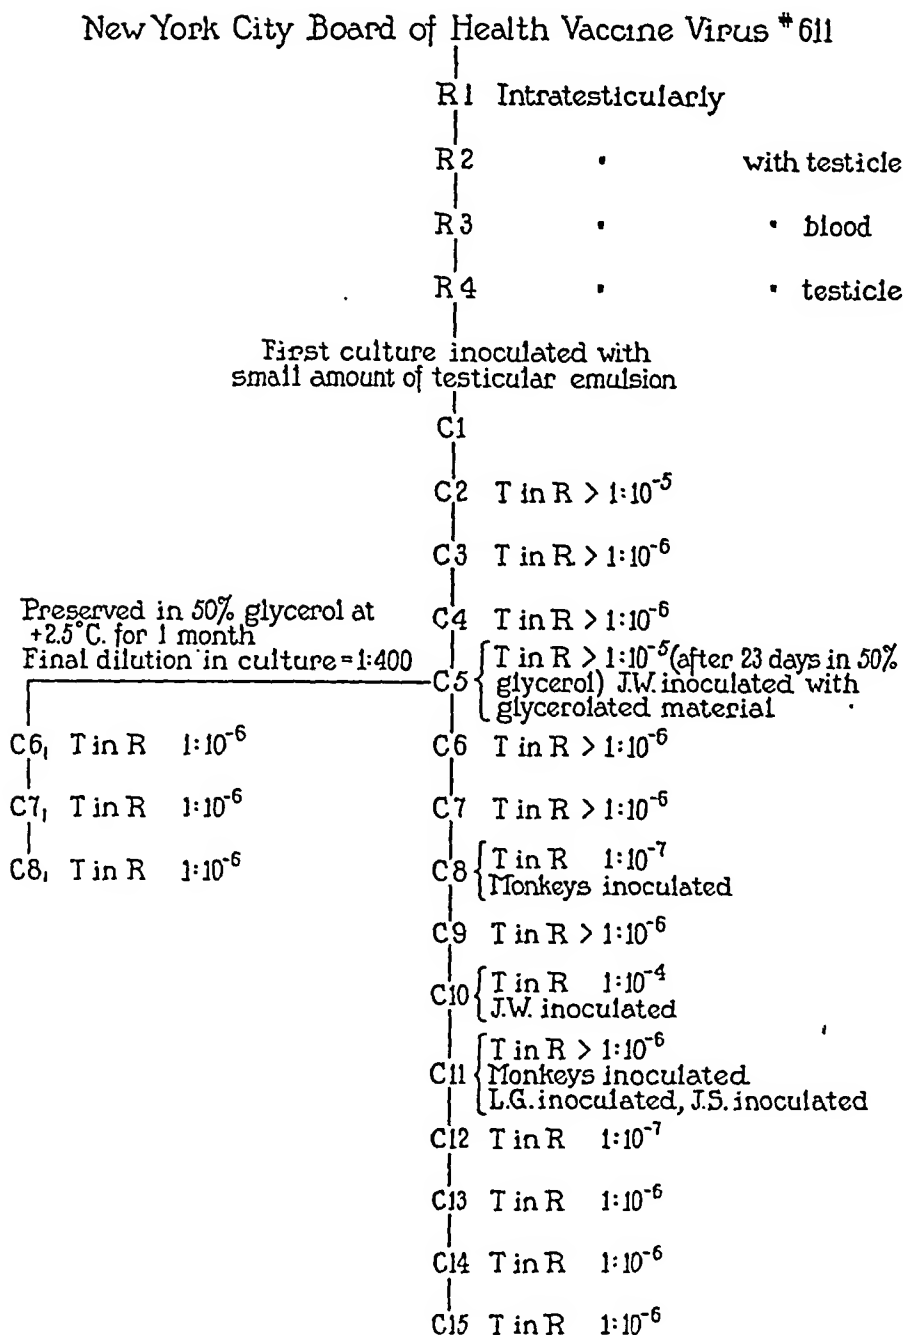 New York City Board of Health Vaccine Virus #611
R1 Intratesticularly
R2 " with testicle
R3 " " blood
R4 " " testicle
First culture inoculated with
small amount of testicular emulsion
C1
C2 T in R > 1:10⁻⁵
C3 T in R > 1:10⁻⁶
C4 T in R > 1:10⁻⁶
Preserved in 50% glycerol at
+2.5°C. for 1 month
Final dilution in culture = 1:400
C5 T in R > 1:10⁻⁵ (after 23 days in 50%
glycerol) J.W. inoculated with
glycerolated material
C6₁ T in R 1:10⁻⁶
C7₁ T in R 1:10⁻⁶
C8₁ T in R 1:10⁻⁶
C6 T in R > 1:10⁻⁶
C7 T in R > 1:10⁻⁶
C8 T in R 1:10⁻⁷
Monkeys inoculated
C9 T in R > 1:10⁻⁶
C10 T in R 1:10⁻⁴
J.W. inoculated
C11 T in R > 1:10⁻⁶
Monkeys inoculated
L.G. inoculated, J.S. inoculated
C12 T in R 1:10⁻⁷
C13 T in R 1:10⁻⁶
C14 T in R 1:10⁻⁶
C15 T in R 1:10⁻⁶